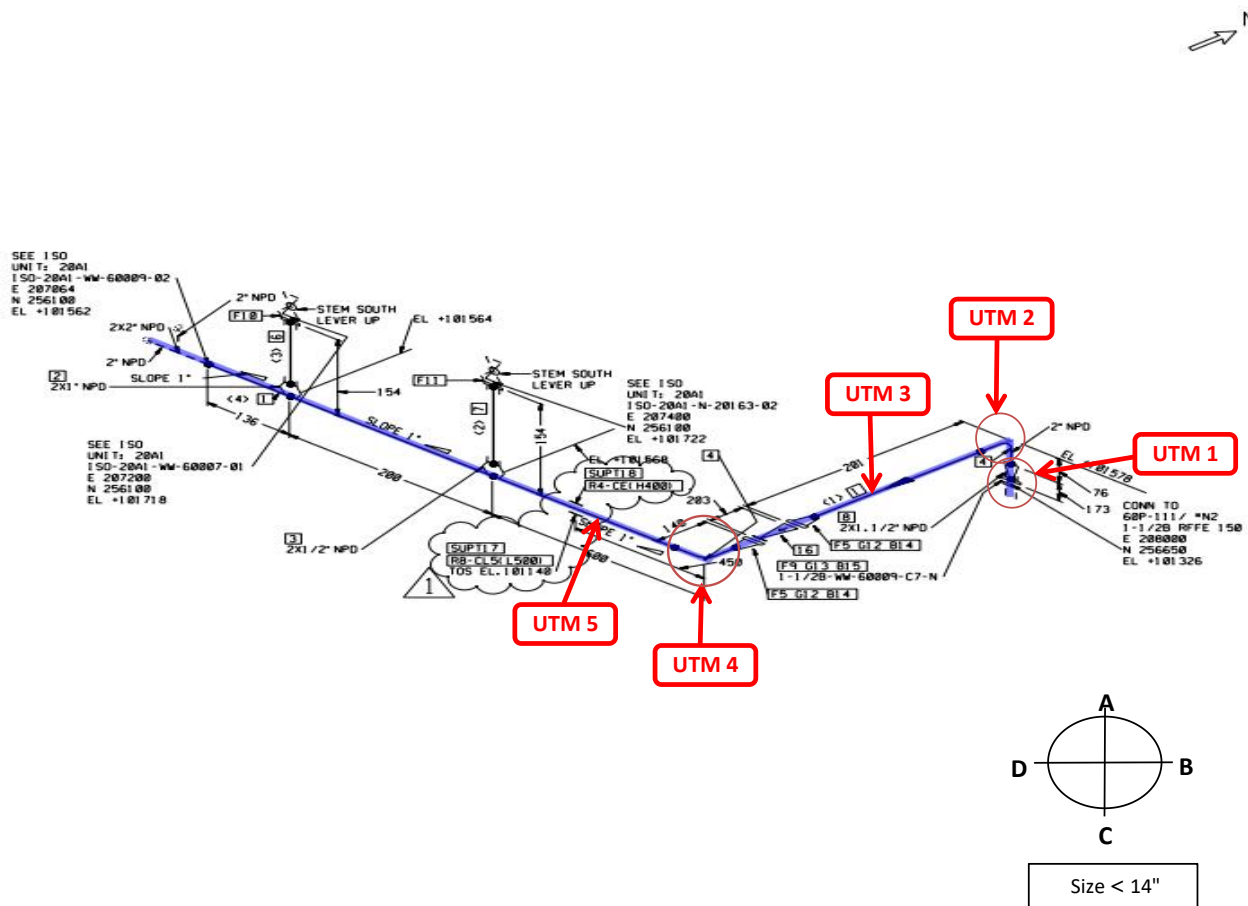 N
SEE ISO
UNIT: 20A1
ISO-20A1-WW-60009-02
E 207064
N 256100
EL +101562
2" NPD
2X2" NPD
2" NPD
2
2X1" NPD
SLOPE 1"
<4> 1
F10
STEM SOUTH
LEVER UP
<3> 6
EL +101564
154
136
200
SLOPE 1"
SEE ISO
UNIT: 20A1
ISO-20A1-WW-60007-01
E 207200
N 256100
EL +101718
F11
STEM SOUTH
LEVER UP
<2> 7
154
SEE ISO
UNIT: 20A1
ISO-20A1-N-20163-02
E 207400
N 256100
EL +101722
EL +101568
SUPT18
R4-CE(H400)
3
2X1/2" NPD
SUPT17
R8-CL5(L500)
TOS EL.101140
1
SLOPE 1"
600
450
203
4
201
<1> 1
8
2X1.1/2" NPD
F5 G12 B14
16
F9 G13 B15
1-1/2B-WW-60009-C7-N
F5 G12 B14
2" NPD
4
EL +101578
76
173
CONN TO
60P-111/ *N2
1-1/2B RFFE 150
E 208000
N 256650
EL +101326
UTM 2
UTM 3
UTM 1
UTM 5
UTM 4
A
D
B
C
Size < 14"